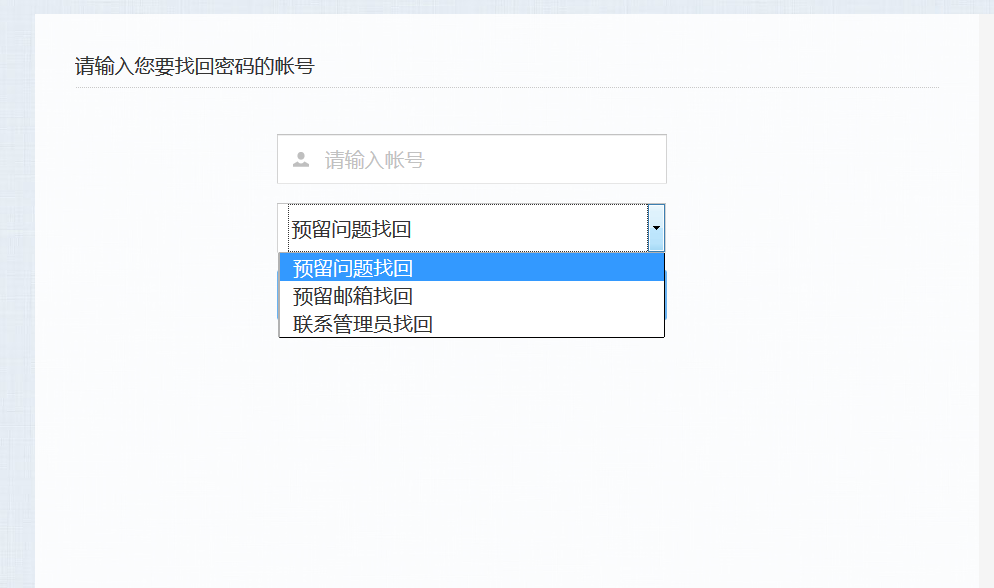 请输入您要找回密码的帐号
请输入帐号
预留问题找回
预留问题找回
预留邮箱找回
联系管理员找回